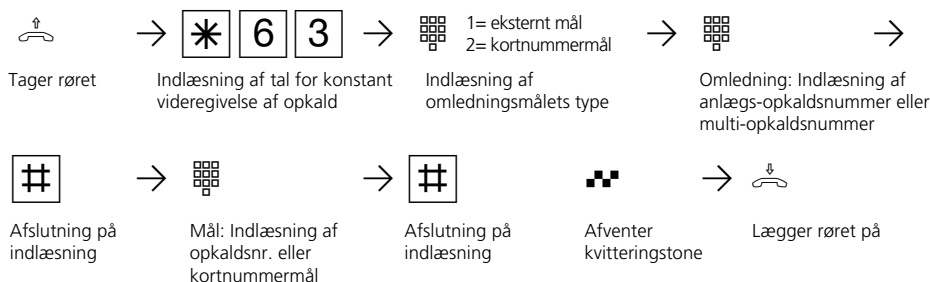 * 6 3
1= eksternt mål
2= kortnummermål
Tager røret
Indlæsning af tal for konstant
videregivelse af opkald
Indlæsning af
omledningsmålets type
Omledning: Indlæsning af
anlægs-opkaldsnummer eller
multi-opkaldsnummer
#
#
Afslutning på
indlæsning
Mål: Indlæsning af
opkaldsnr. eller
kortnummermål
Afslutning på
indlæsning
Afventer
kvitteringstone
Lægger røret på